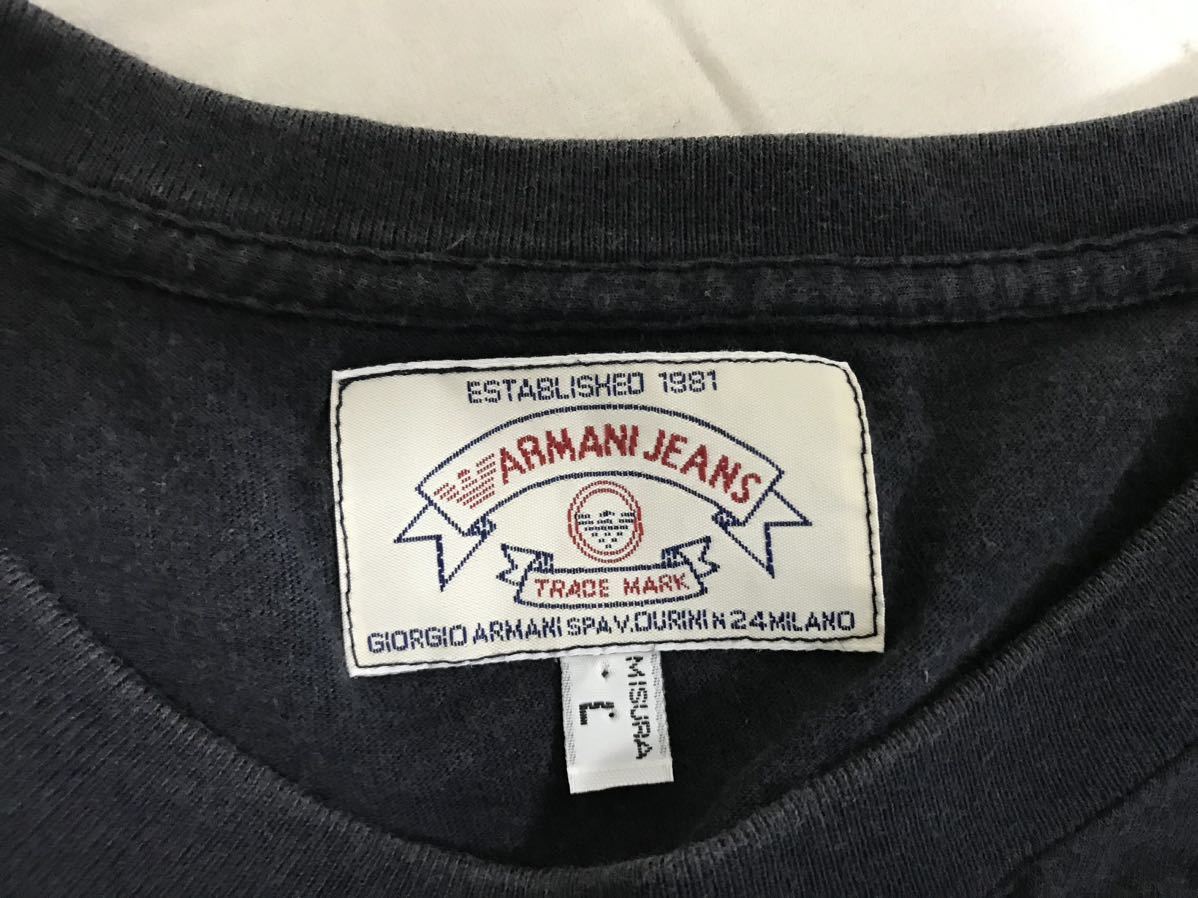 ESTABLISHED 1981
ARMANI JEANS
TRADE MARK
GIORGIO ARMANI SPA V.DURINI N 24 MILANO
MISURA
L